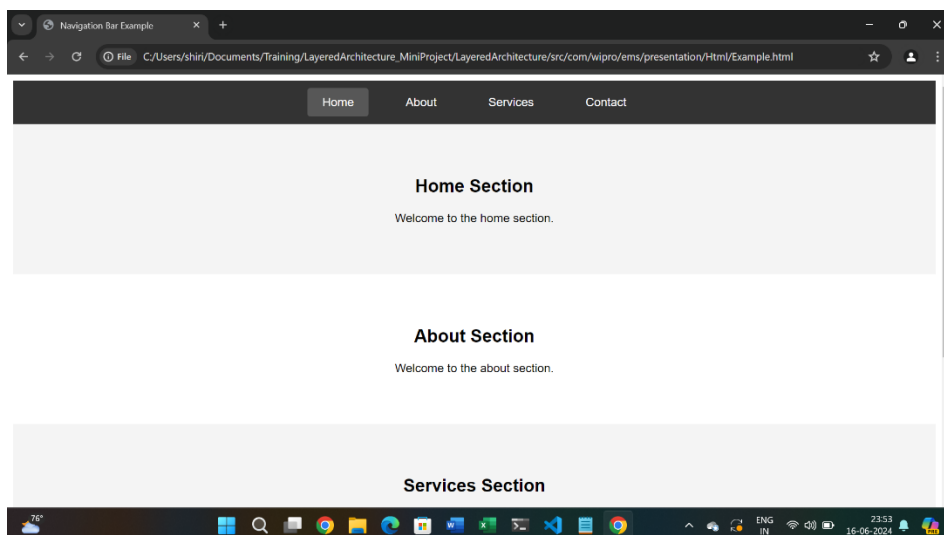 Navigation Bar Example
File C:/Users/shiri/Documents/Training/LayeredArchitecture_MiniProject/LayeredArchitecture/src/com/wipro/ems/presentation/Html/Example.html
Home About Services Contact
Home Section
Welcome to the home section.
About Section
Welcome to the about section.
Services Section
76°
ENG 23:53
IN 16-06-2024